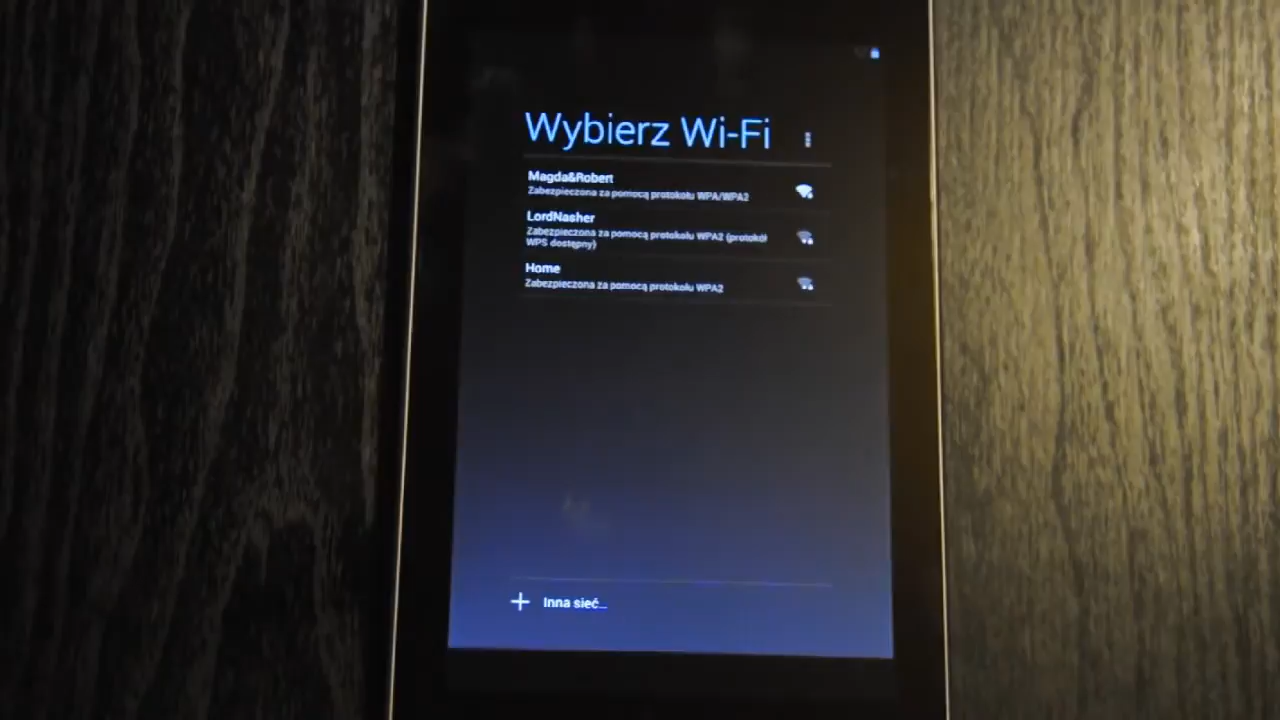 Wybierz Wi-Fi
Magda&Robert
Zabezpieczona za pomocą protokołu WPA/WPA2
LordNasher
Zabezpieczona za pomocą protokołu WPA2 (protokół
WPS dostępny)
Home
Zabezpieczona za pomocą protokołu WPA2
Inna sieć...